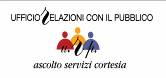 UFFICIO RELAZIONI CON IL PUBBLICO
ascolto servizi cortesia